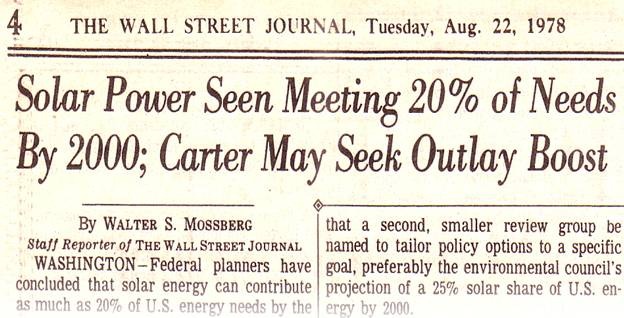 4 THE WALL STREET JOURNAL, Tuesday, Aug. 22, 1978
Solar Power Seen Meeting 20% of Needs
By 2000; Carter May Seek Outlay Boost
By WALTER S. MOSSBERG
Staff Reporter of THE WALL STREET JOURNAL
WASHINGTON—Federal planners have
concluded that solar energy can contribute
as much as 20% of U.S. energy needs by the
that a second, smaller review group be
named to tailor policy options to a specific
goal, preferably the environmental council's
projection of a 25% solar share of U.S. en-
ergy by 2000.